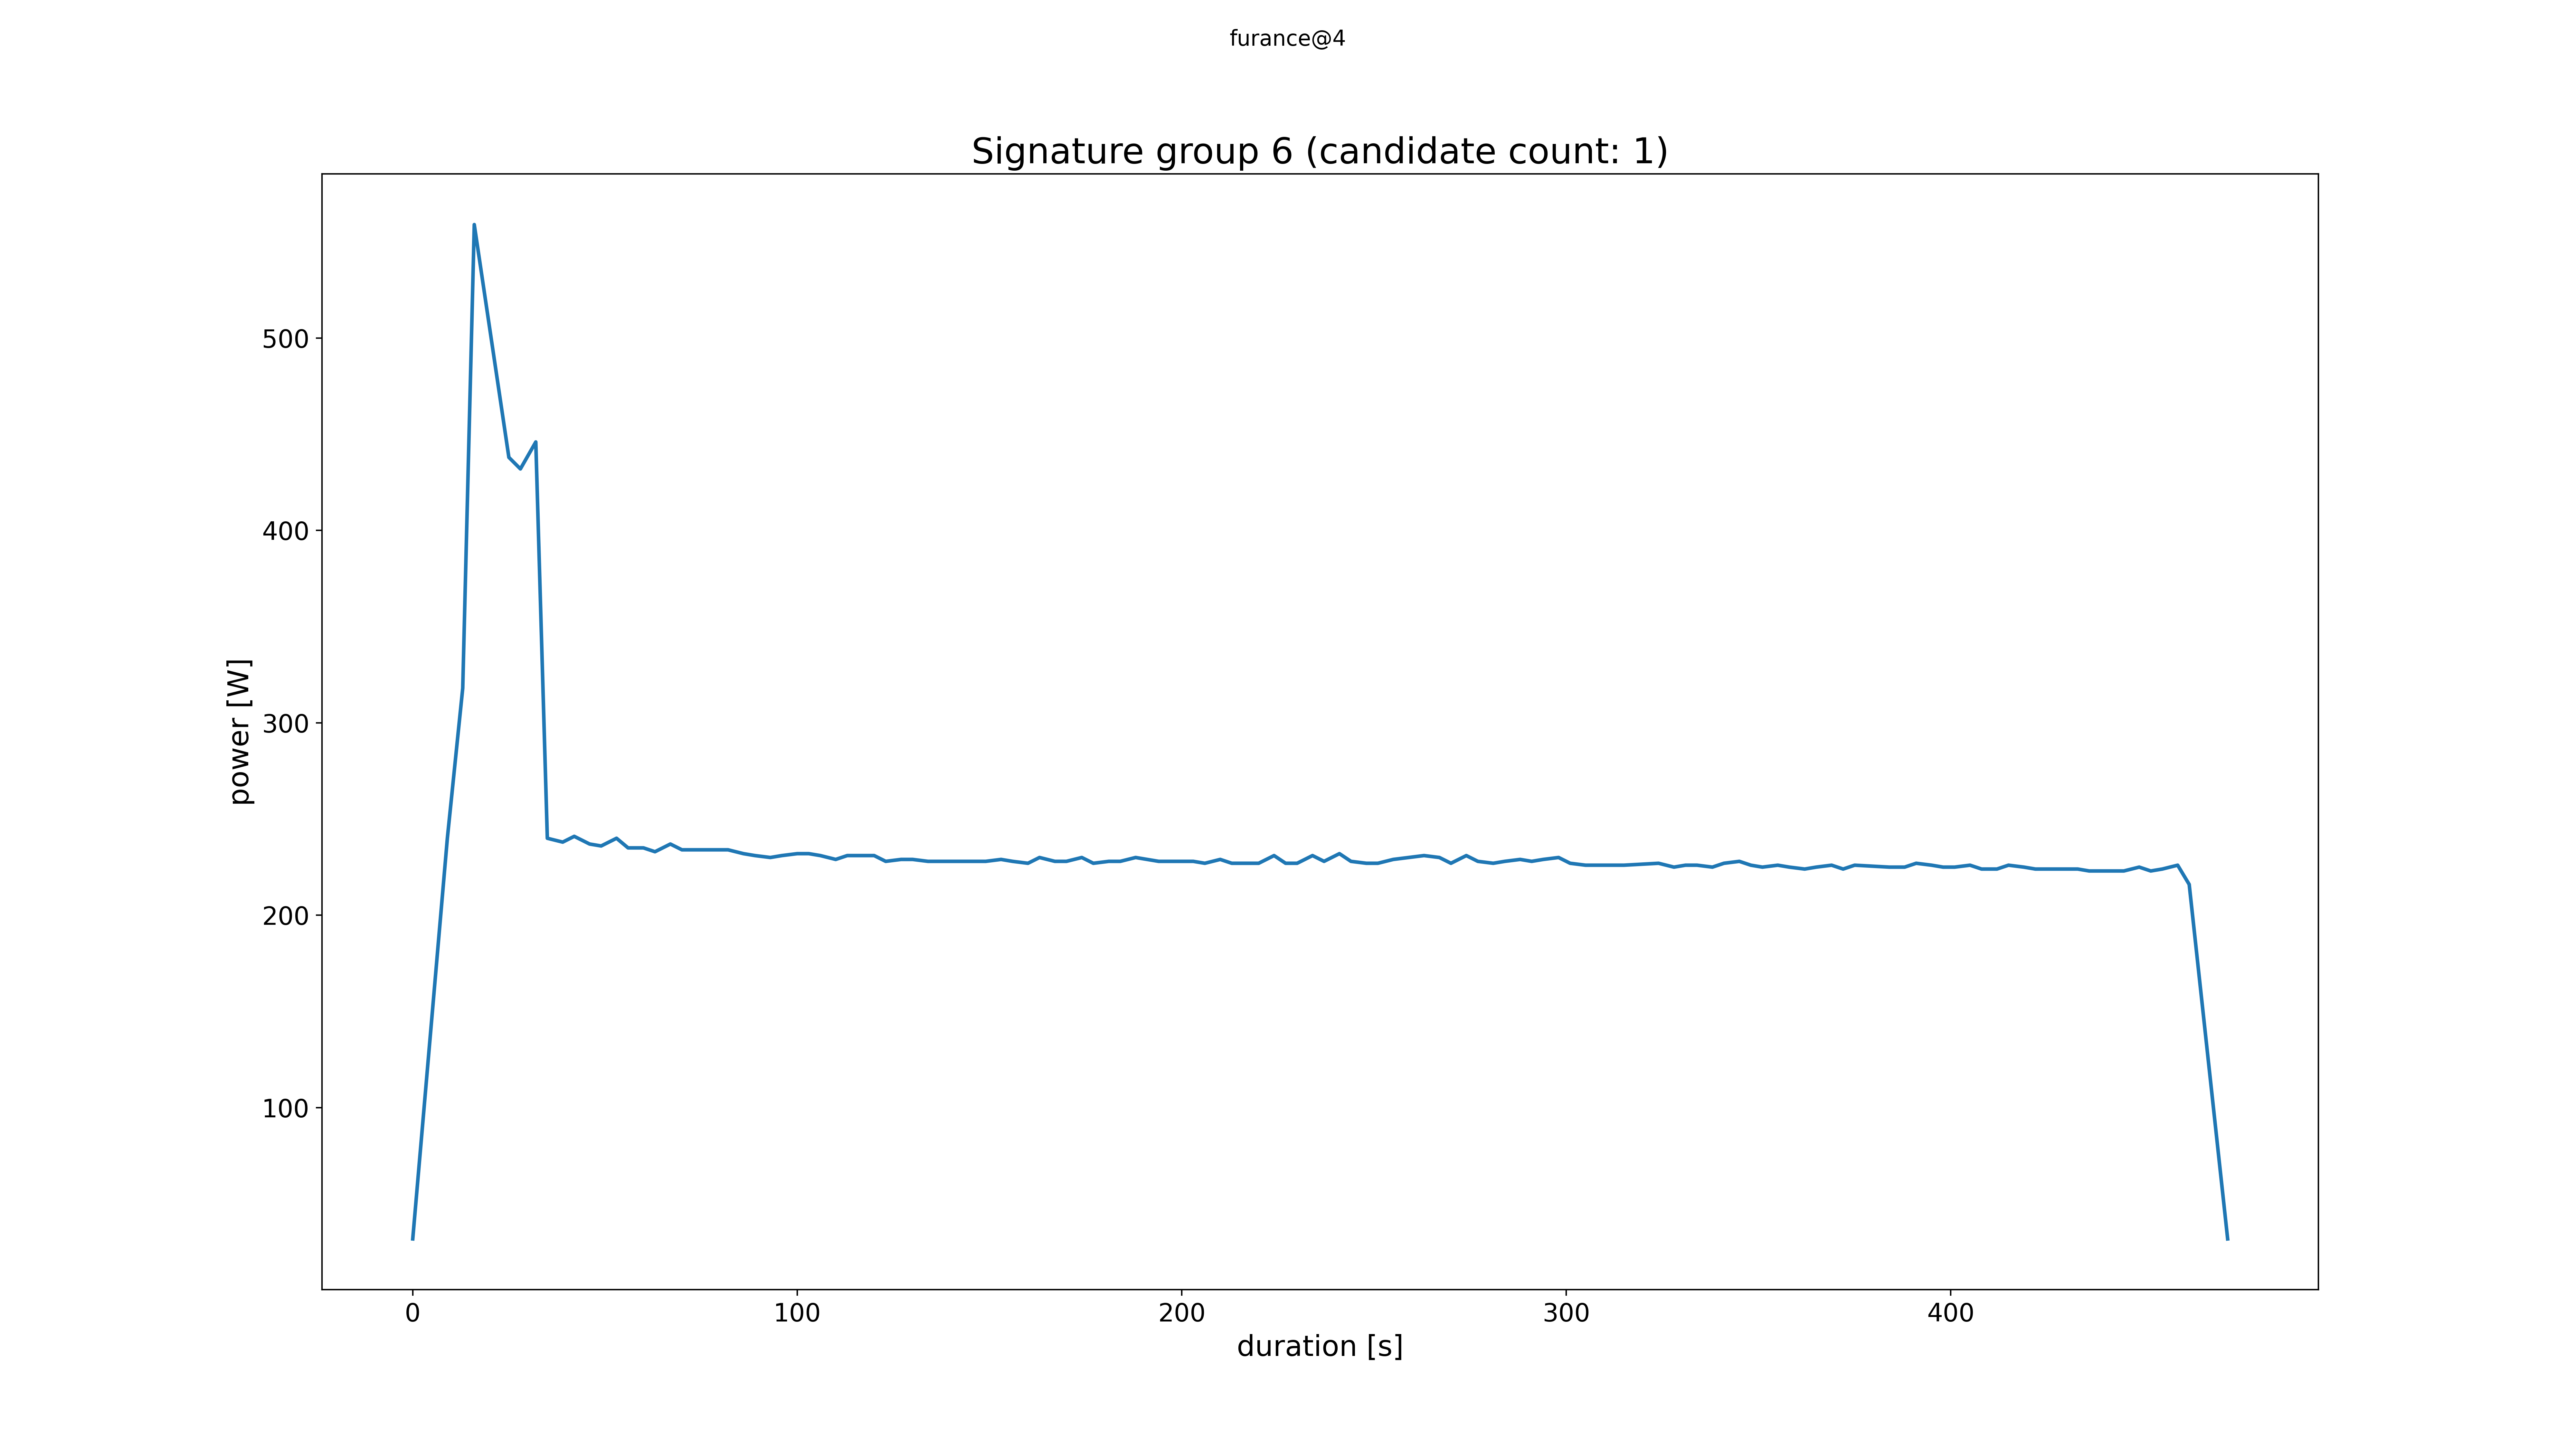 furance@4
Signature group 6 (candidate count: 1)
power [W]
500
400
300
200
100
0 100 200 300 400
duration [s]